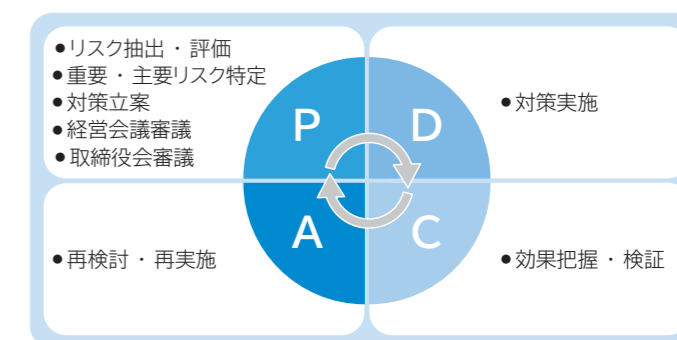 ●リスク抽出・評価
●重要・主要リスク特定
●対策立案
●経営会議審議
●取締役会審議
P
D
●対策実施
●再検討・再実施
A
C
●効果把握・検証